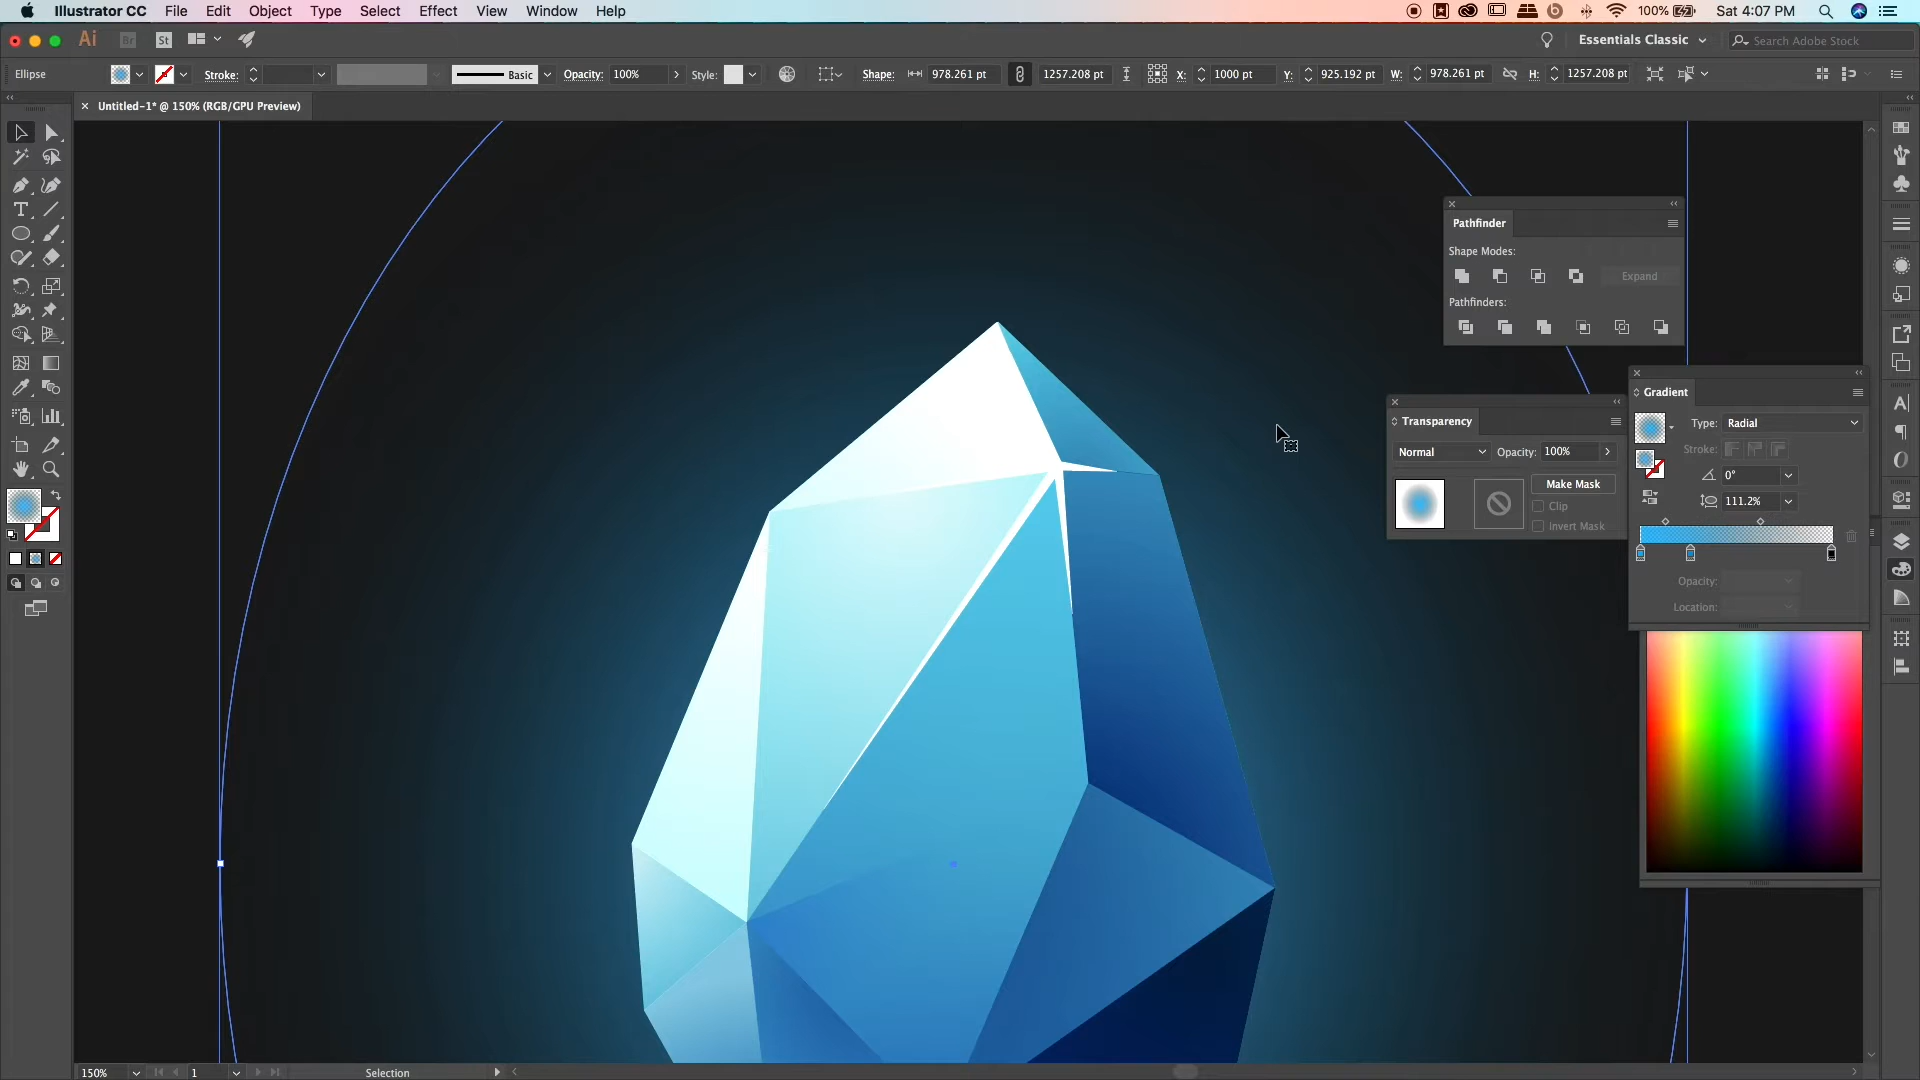 Illustrator CC File Edit Object Type Select Effect View Window Help 100% Sat 4:07 PM
Ai Br St Essentials Classic Search Adobe Stock
Ellipse Stroke: Basic Opacity: 100% Style: Shape: 978.261 pt 1257.208 pt X: 1000 pt Y: 925.192 pt W: 978.261 pt H: 1257.208 pt
Untitled-1* @ 150% (RGB/GPU Preview)
Pathfinder
Shape Modes:
Expand
Pathfinders:
Gradient
Type: Radial
Stroke:
0°
111.2%
Opacity:
Location:
Transparency
Normal Opacity: 100%
Make Mask
Clip
Invert Mask
150% 1 Selection